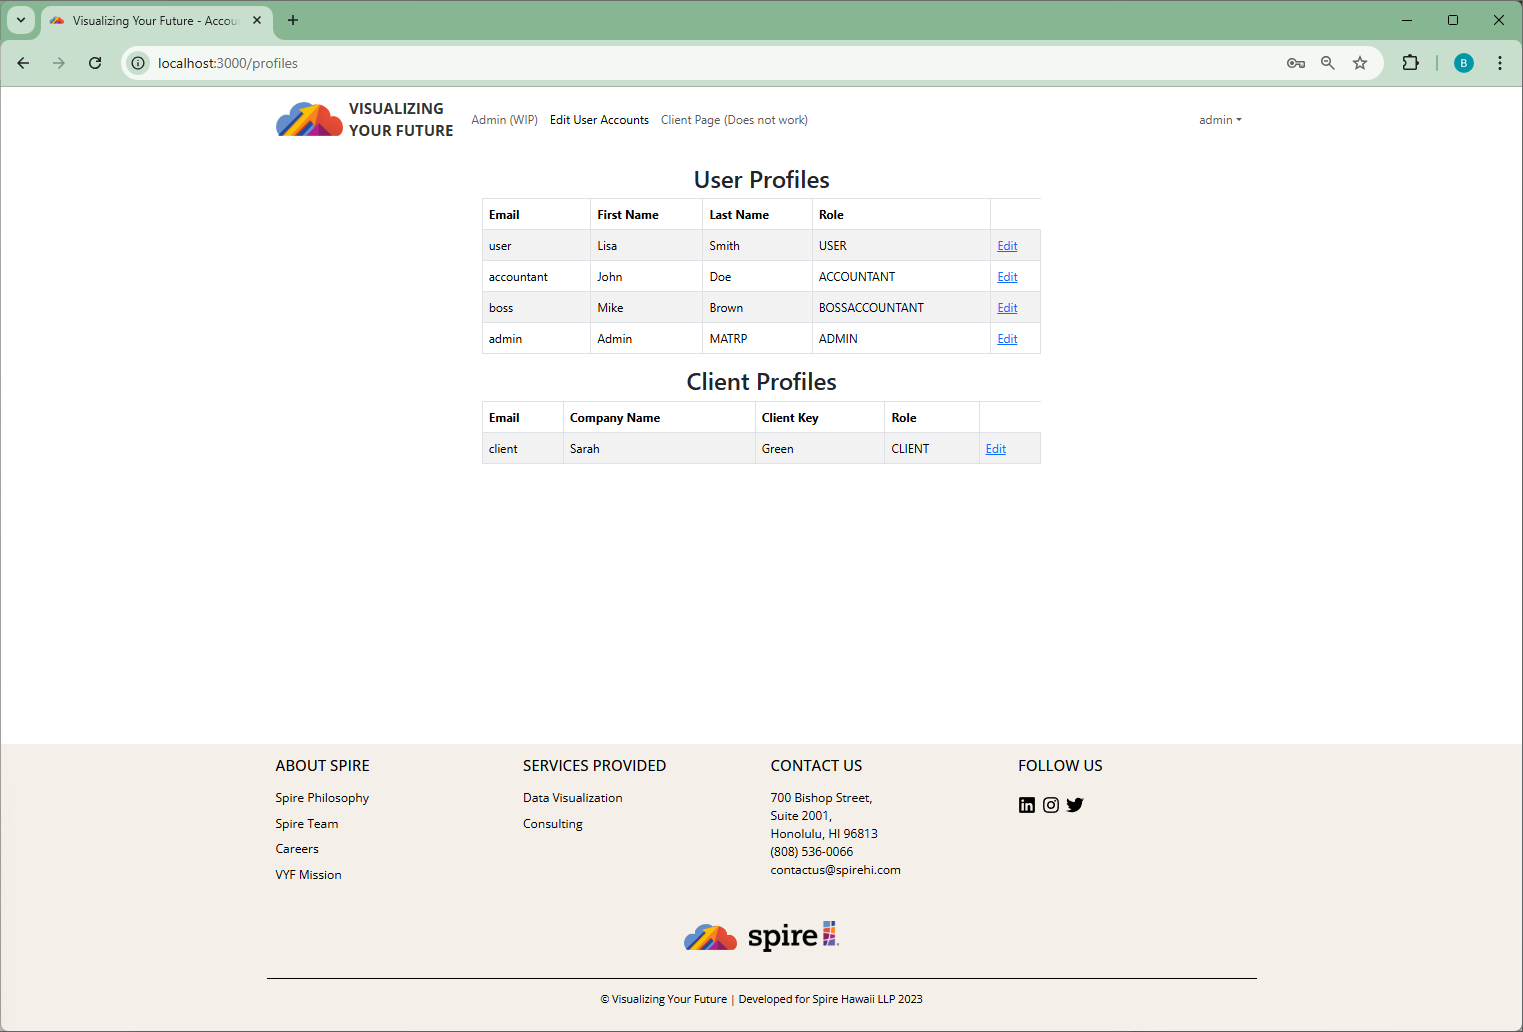 Visualizing Your Future - Accou
localhost:3000/profiles
B
VISUALIZING
YOUR FUTURE
Admin (WIP) Edit User Accounts Client Page (Does not work) admin
User Profiles
Email First Name Last Name Role
user Lisa Smith USER Edit
accountant John Doe ACCOUNTANT Edit
boss Mike Brown BOSSACCOUNTANT Edit
admin Admin MATRP ADMIN Edit
Client Profiles
Email Company Name Client Key Role
client Sarah Green CLIENT Edit
ABOUT SPIRE
Spire Philosophy
Spire Team
Careers
VYF Mission
SERVICES PROVIDED
Data Visualization
Consulting
CONTACT US
700 Bishop Street,
Suite 2001,
Honolulu, HI 96813
(808) 536-0066
contactus@spirehi.com
FOLLOW US
spire
© Visualizing Your Future | Developed for Spire Hawaii LLP 2023